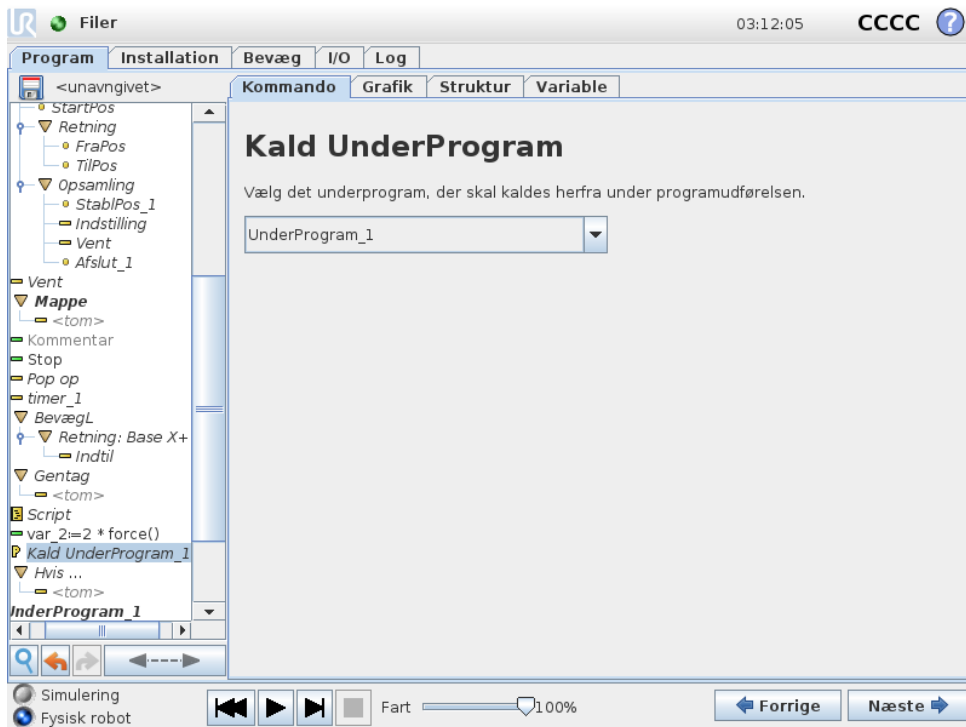 UR Filer 03:12:05 CCCC ?
Program Installation Bevæg I/O Log
<unavngivet>
Kommando Grafik Struktur Variable
StartPos
Retning
FraPos
TilPos
Opsamling
StablPos_1
Indstilling
Vent
Afslut_1
Vent
Mappe
<tom>
Kommentar
Stop
Pop op
timer_1
BevægL
Retning: Base X+
Indtil
Gentag
<tom>
Script
var_2≔2 * force()
P Kald UnderProgram_1
Hvis ...
<tom>
UnderProgram_1
Kald UnderProgram
Vælg det underprogram, der skal kaldes herfra under programudførelsen.
UnderProgram_1
Simulering
Fysisk robot
Fart 100%
Forrige Næste